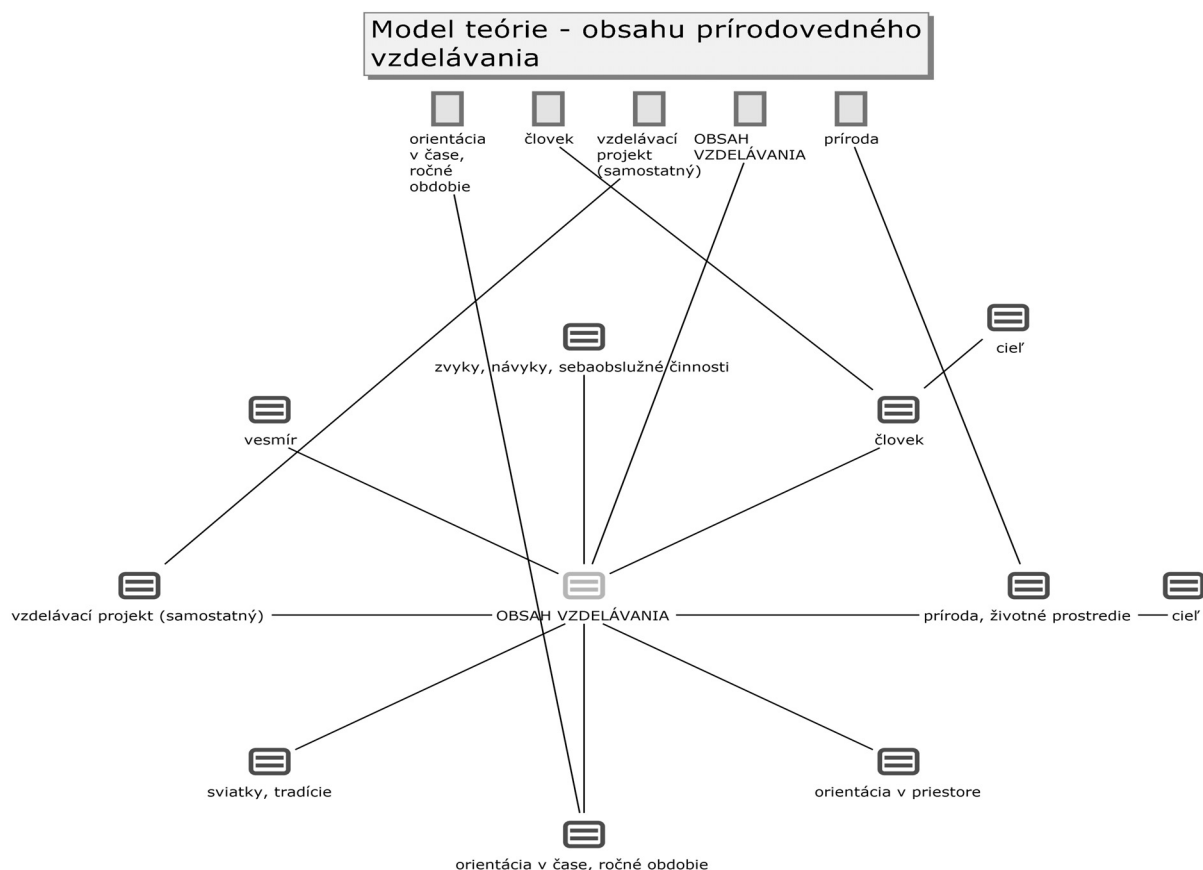 Model teórie - obsahu prírodovedného
vzdelávania
orientácia
v čase,
ročné
obdobie
človek
vzdelávací
projekt
(samostatný)
OBSAH
VZDELÁVANIA
príroda
cieľ
zvyky, návyky, sebaobslužné činnosti
vesmír
človek
vzdelávací projekt (samostatný)
OBSAH VZDELÁVANIA
príroda, životné prostredie
cieľ
sviatky, tradície
orientácia v priestore
orientácia v čase, ročné obdobie